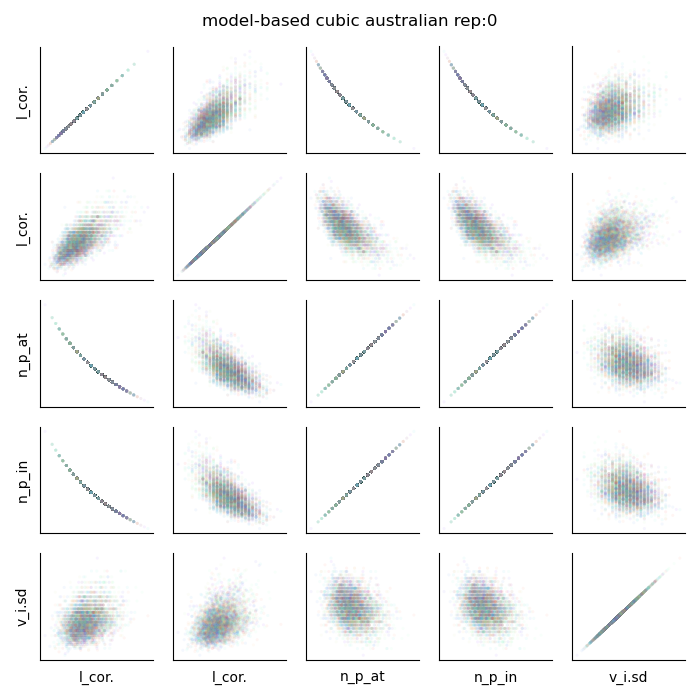 model-based cubic australian rep:0
l_cor.
l_cor.
n_p_at
n_p_in
v_i.sd
l_cor.
l_cor.
n_p_at
n_p_in
v_i.sd